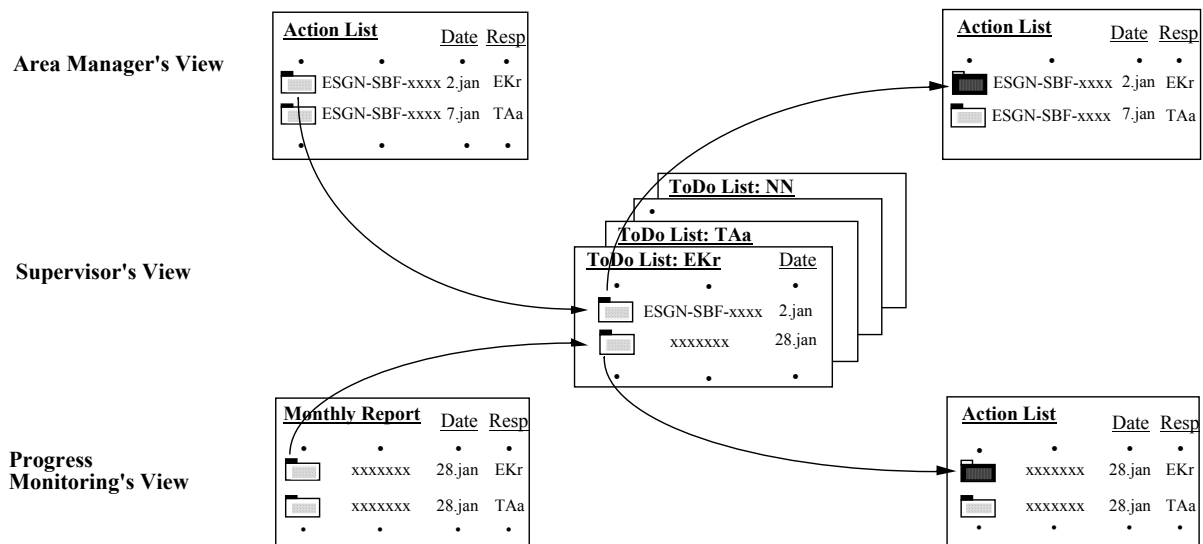 Area Manager's View
Action List Date Resp
ESGN-SBF-xxxx 2.jan EKr
ESGN-SBF-xxxx 7.jan TAa
Action List Date Resp
ESGN-SBF-xxxx 2.jan EKr
ESGN-SBF-xxxx 7.jan TAa
Supervisor's View
ToDo List: NN
ToDo List: TAa
ToDo List: EKr Date
ESGN-SBF-xxxx 2.jan
xxxxxxx 28.jan
Progress
Monitoring's View
Monthly Report Date Resp
xxxxxxx 28.jan EKr
xxxxxxx 28.jan TAa
Action List Date Resp
xxxxxxx 28.jan EKr
xxxxxxx 28.jan TAa